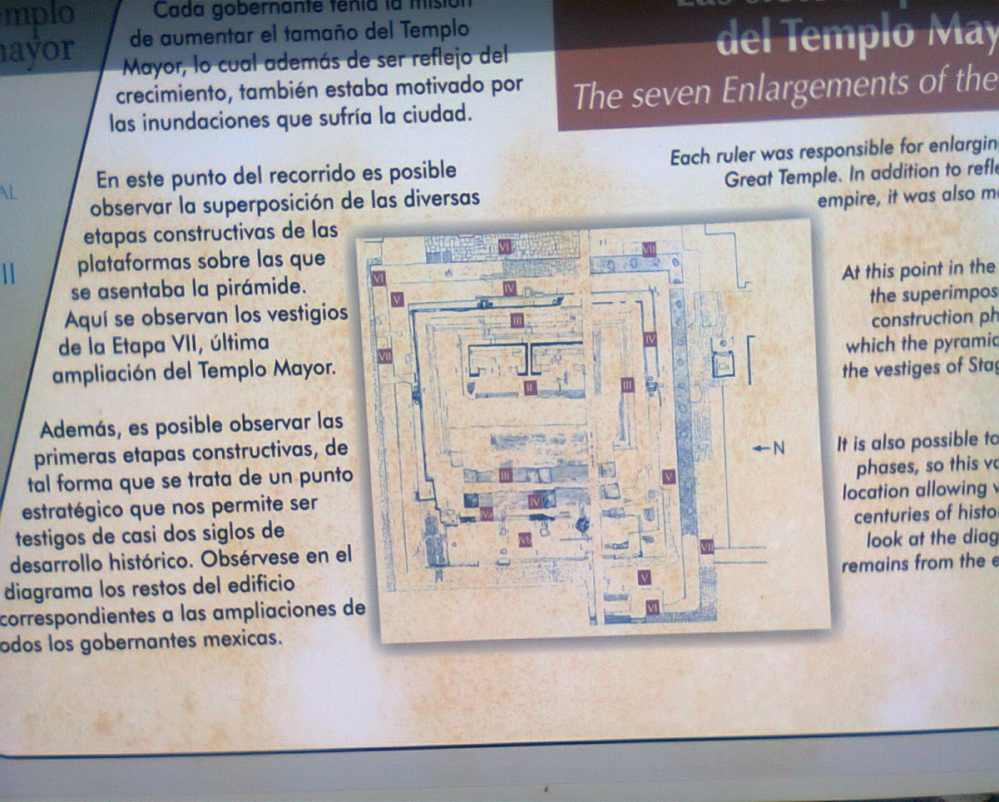 mplo
mayor
AL
II
Cada gobernante tenía la misión
de aumentar el tamaño del Templo
Mayor, lo cual además de ser reflejo del
crecimiento, también estaba motivado por
las inundaciones que sufría la ciudad.
En este punto del recorrido es posible
observar la superposición de las diversas
etapas constructivas de las
plataformas sobre las que
se asentaba la pirámide.
Aquí se observan los vestigios
de la Etapa VII, última
ampliación del Templo Mayor.
Además, es posible observar las
primeras etapas constructivas, de
tal forma que se trata de un punto
estratégico que nos permite ser
testigos de casi dos siglos de
desarrollo histórico. Obsérvese en el
diagrama los restos del edificio
correspondientes a las ampliaciones de
odos los gobernantes mexicas.
del Templo May
The seven Enlargements of the
Each ruler was responsible for enlargin
Great Temple. In addition to refle
empire, it was also m
At this point in the
the superimpos
construction ph
which the pyramid
the vestiges of Stag
It is also possible to
phases, so this va
location allowing v
centuries of histo
look at the diag
remains from the e
VI
VII
VI
IV
V
III
IV
VII
II
III
N
III
V
IV
IVa
IVb
VII
V
VI